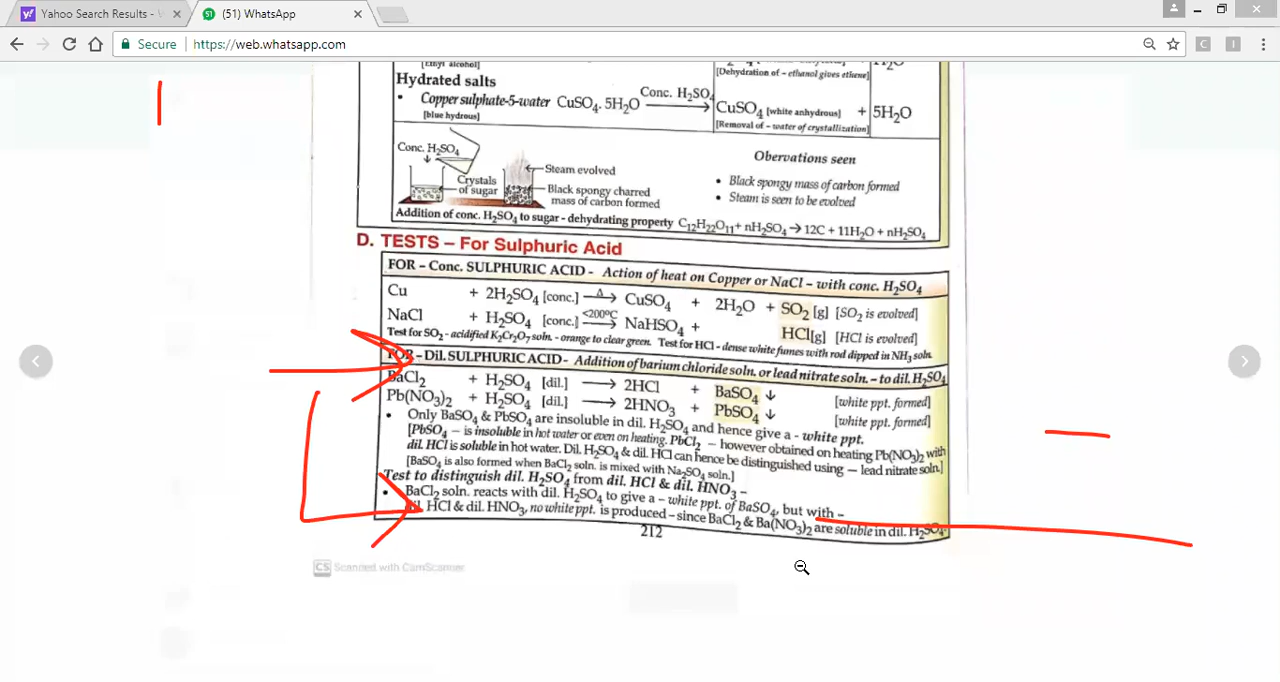 Yahoo Search Results -
(51) WhatsApp
Secure
https://web.whatsapp.com
[Ethyl alcohol]
[Dehydration of - ethanol gives ethene]
Hydrated salts
• Copper sulphate-5-water CuSO₄. 5H₂O Conc. H₂SO₄ → CuSO₄ [white anhydrous] + 5H₂O
[blue hydrous] [Removal of - water of crystallization]
Conc. H₂SO₄
Crystals of sugar
Steam evolved
Black spongy charred mass of carbon formed
Obervations seen
• Black spongy mass of carbon formed
• Steam is seen to be evolved
Addition of conc. H₂SO₄ to sugar - dehydrating property C₁₂H₂₂O₁₁+ nH₂SO₄ → 12C + 11H₂O + nH₂SO₄
D. TESTS – For Sulphuric Acid
FOR – Conc. SULPHURIC ACID - Action of heat on Copper or NaCl – with conc. H₂SO₄
Cu + 2H₂SO₄ [conc.] Δ→ CuSO₄ + 2H₂O + SO₂ [g] [SO₂ is evolved]
NaCl + H₂SO₄ [conc.] <200°C→ NaHSO₄ + HCl[g] [HCl is evolved]
Test for SO₂ - acidified K₂Cr₂O₇ soln. - orange to clear green. Test for HCl - dense white fumes with rod dipped in NH₃ soln.
FOR – Dil. SULPHURIC ACID- Addition of barium chloride soln. or lead nitrate soln. – to dil. H₂SO₄
BaCl₂ + H₂SO₄ [dil.] → 2HCl + BaSO₄ ↓ [white ppt. formed]
Pb(NO₃)₂ + H₂SO₄ [dil.] → 2HNO₃ + PbSO₄ ↓ [white ppt. formed]
• Only BaSO₄ & PbSO₄ are insoluble in dil. H₂SO₄ and hence give a - white ppt.
[PbSO₄ – is insoluble in hot water or even on heating. PbCl₂ – however obtained on heating Pb(NO₃)₂ with
dil. HCl is soluble in hot water. Dil. H₂SO₄ & dil. HCl can hence be distinguished using – lead nitrate soln.]
[BaSO₄ is also formed when BaCl₂ soln. is mixed with Na₂SO₄ soln.]
Test to distinguish dil. H₂SO₄ from dil. HCl & dil. HNO₃ –
• BaCl₂ soln. reacts with dil. H₂SO₄ to give a – white ppt. of BaSO₄, but with –
HCl & dil. HNO₃, no white ppt. is produced – since BaCl₂ & Ba(NO₃)₂ are soluble in dil. H₂SO₄.
212
CS Scanned with CamScanner